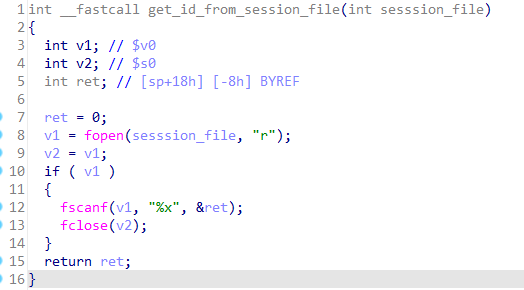 1 int __fastcall get_id_from_session_file(int sesssion_file)
2 {
3 int v1; // $v0
4 int v2; // $s0
5 int ret; // [sp+18h] [-8h] BYREF
6
7 ret = 0;
8 v1 = fopen(sesssion_file, "r");
9 v2 = v1;
10 if ( v1 )
11 {
12 fscanf(v1, "%x", &ret);
13 fclose(v2);
14 }
15 return ret;
16 }